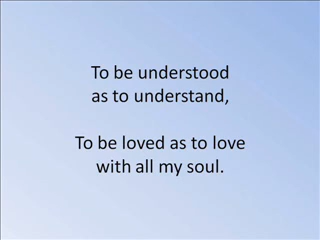 To be understood
as to understand,
To be loved as to love
with all my soul.